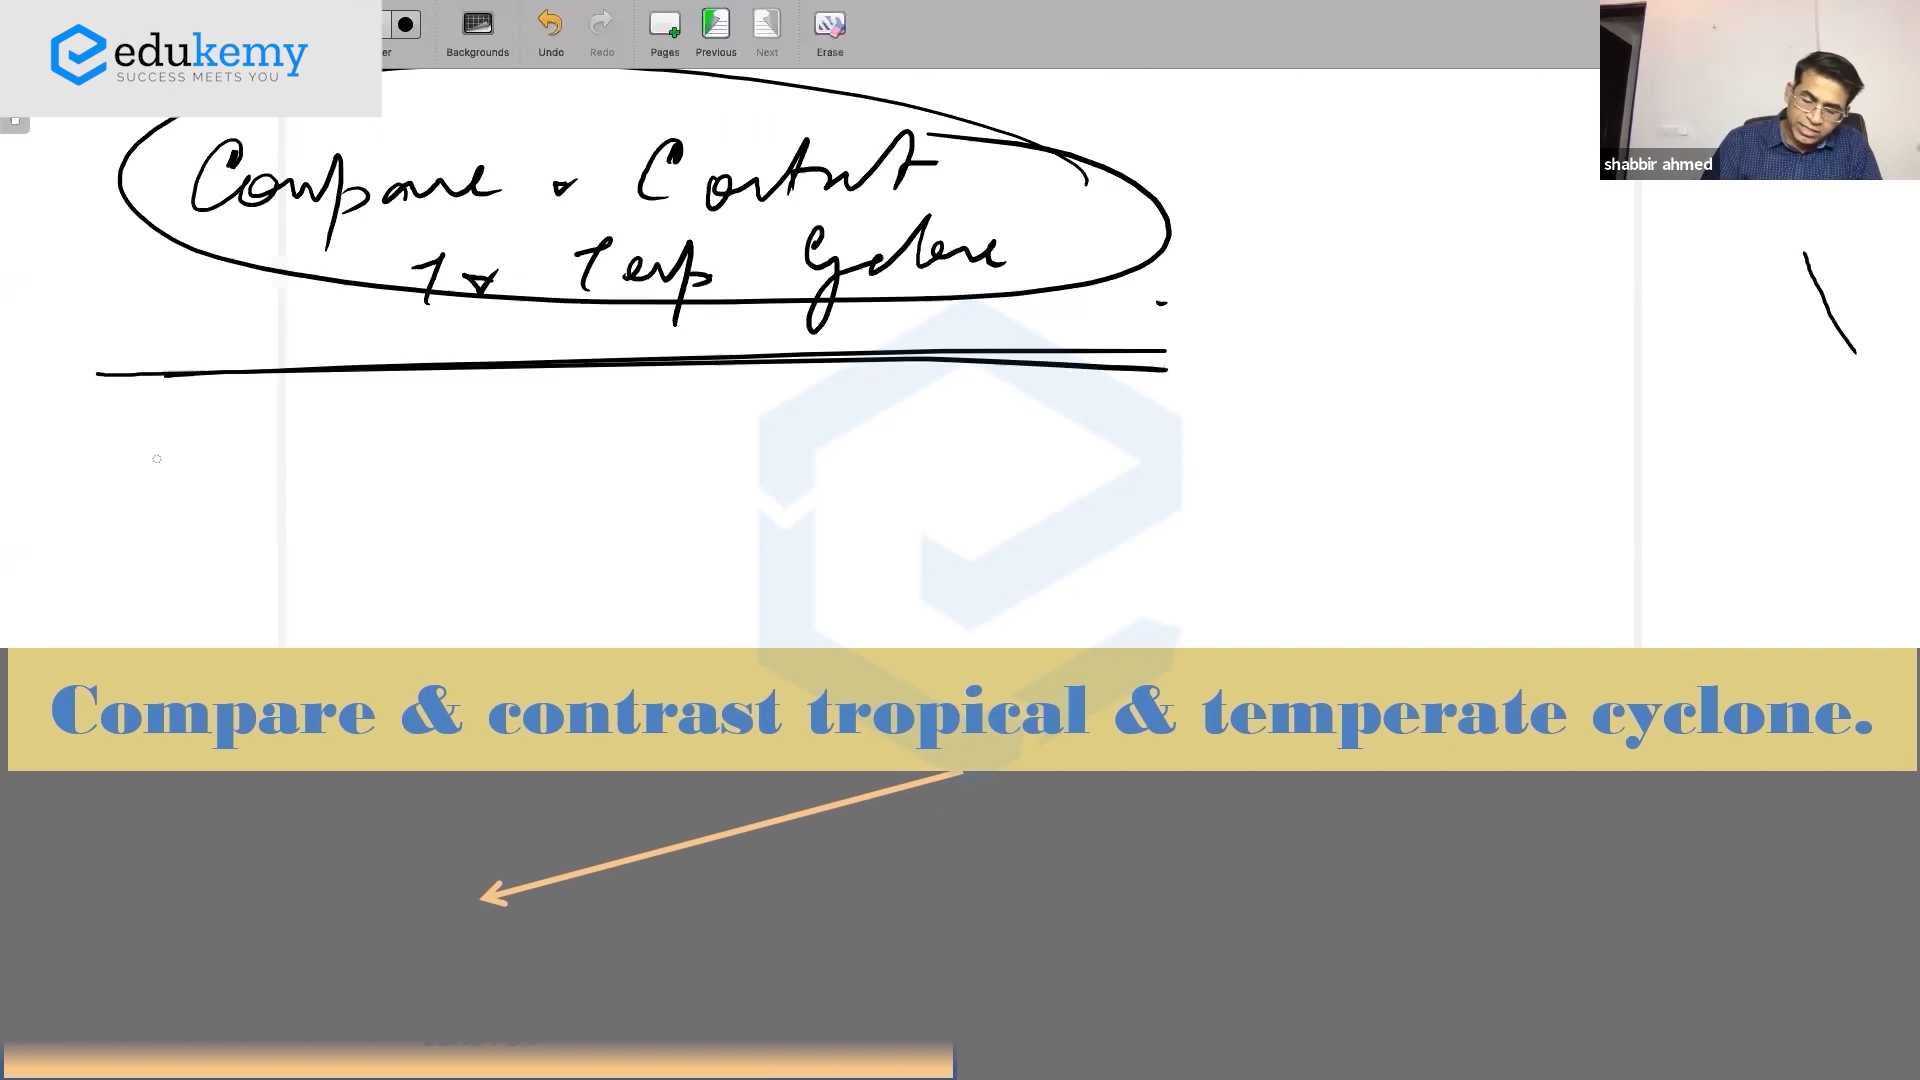 edukemy
SUCCESS MEETS YOU
er
Backgrounds
Undo
Redo
Pages
Previous
Next
Erase
shabbir ahmed
Compare & Contrast
Temp Cyclone
Compare & contrast tropical & temperate cyclone.